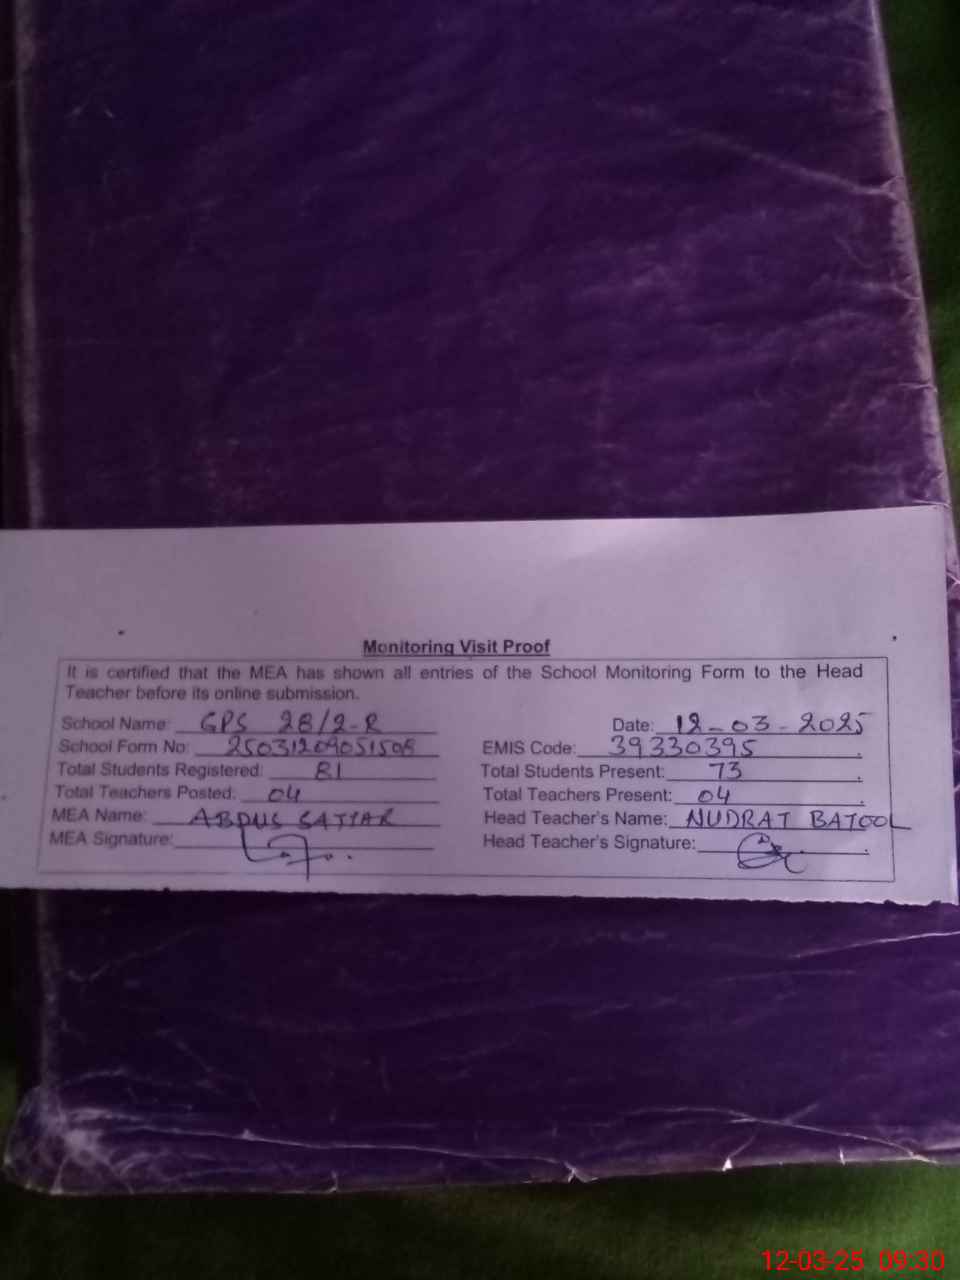 Monitoring Visit Proof
It is certified that the MEA has shown all entries of the School Monitoring Form to the Head
Teacher before its online submission.
School Name: GPS 28/2-R Date: 12-03-2025
School Form No: EMIS Code: 39330395
Total Students Registered: 81 Total Students Present: 73
Total Teachers Posted: 04 Total Teachers Present: 04
MEA Name: ABDUS SATTAR Head Teacher's Name: NUDRAT BATOOL
MEA Signature: Head Teacher's Signature:
12-03-25 09:30